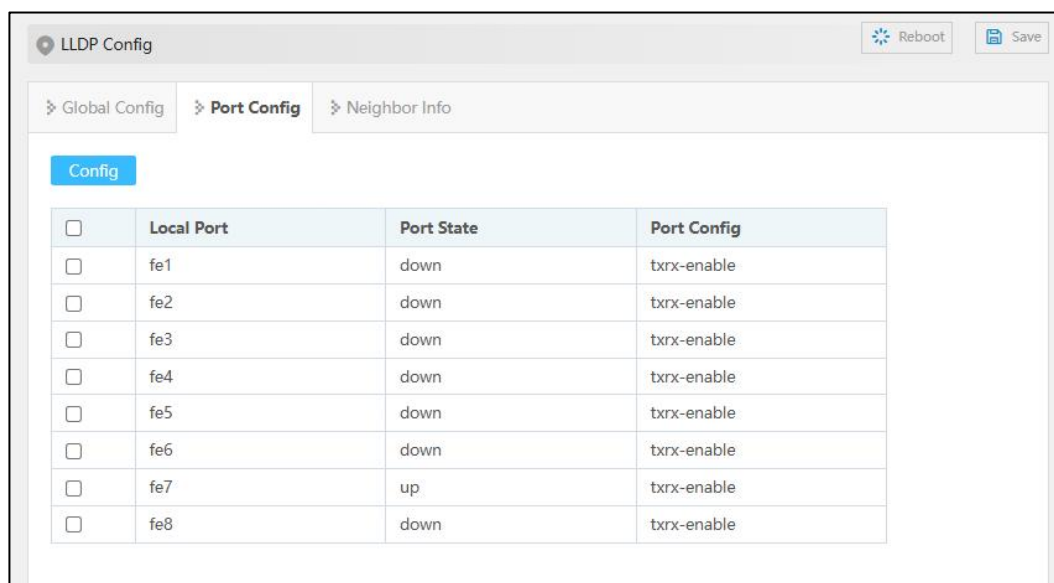 LLDP Config Reboot Save
Global Config Port Config Neighbor Info
Config
Local Port Port State Port Config
fe1 down txrx-enable
fe2 down txrx-enable
fe3 down txrx-enable
fe4 down txrx-enable
fe5 down txrx-enable
fe6 down txrx-enable
fe7 up txrx-enable
fe8 down txrx-enable